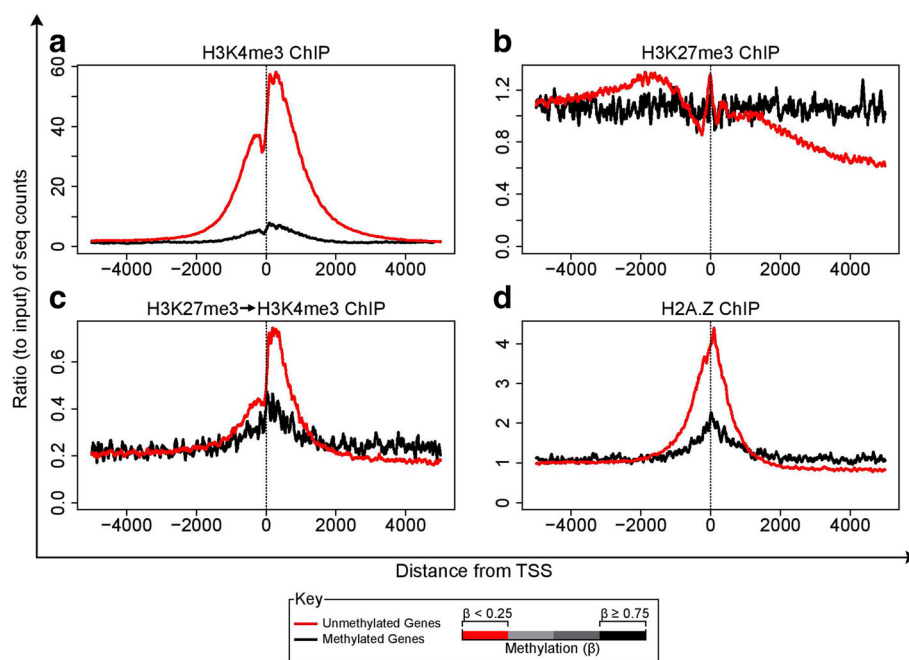 a
H3K4me3 ChIP
60
40
20
0
−4000 −2000 0 2000 4000
b
H3K27me3 ChIP
1.2
0.8
0.4
0.0
−4000 −2000 0 2000 4000
c
H3K27me3→H3K4me3 ChIP
0.6
0.4
0.2
0.0
−4000 −2000 0 2000 4000
d
H2A.Z ChIP
4
3
2
1
0
−4000 −2000 0 2000 4000
Ratio (to input) of seq counts
Distance from TSS
Key
Unmethylated Genes
Methylated Genes
β < 0.25 β ≥ 0.75
Methylation (β)